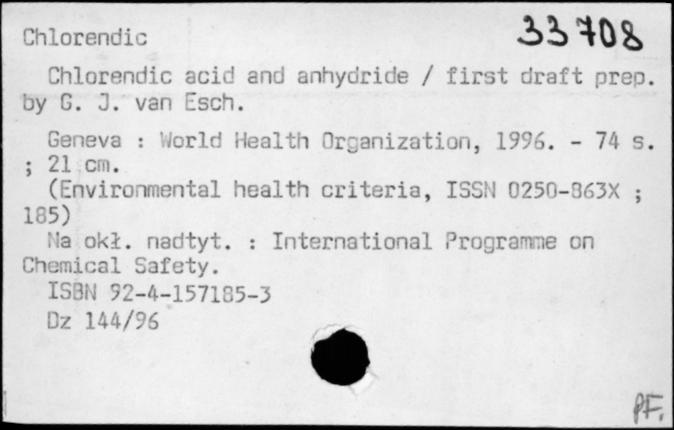 33708
Chlorendic
Chlorendic acid and anhydride / first draft prep.
by G. J. van Esch.
Geneva : World Health Organization, 1996. - 74 s.
; 21 cm.
(Environmental health criteria, ISSN 0250-863X ;
185)
Na okł. nadtyt. : International Programme on
Chemical Safety.
ISBN 92-4-157185-3
Dz 144/96
PF.